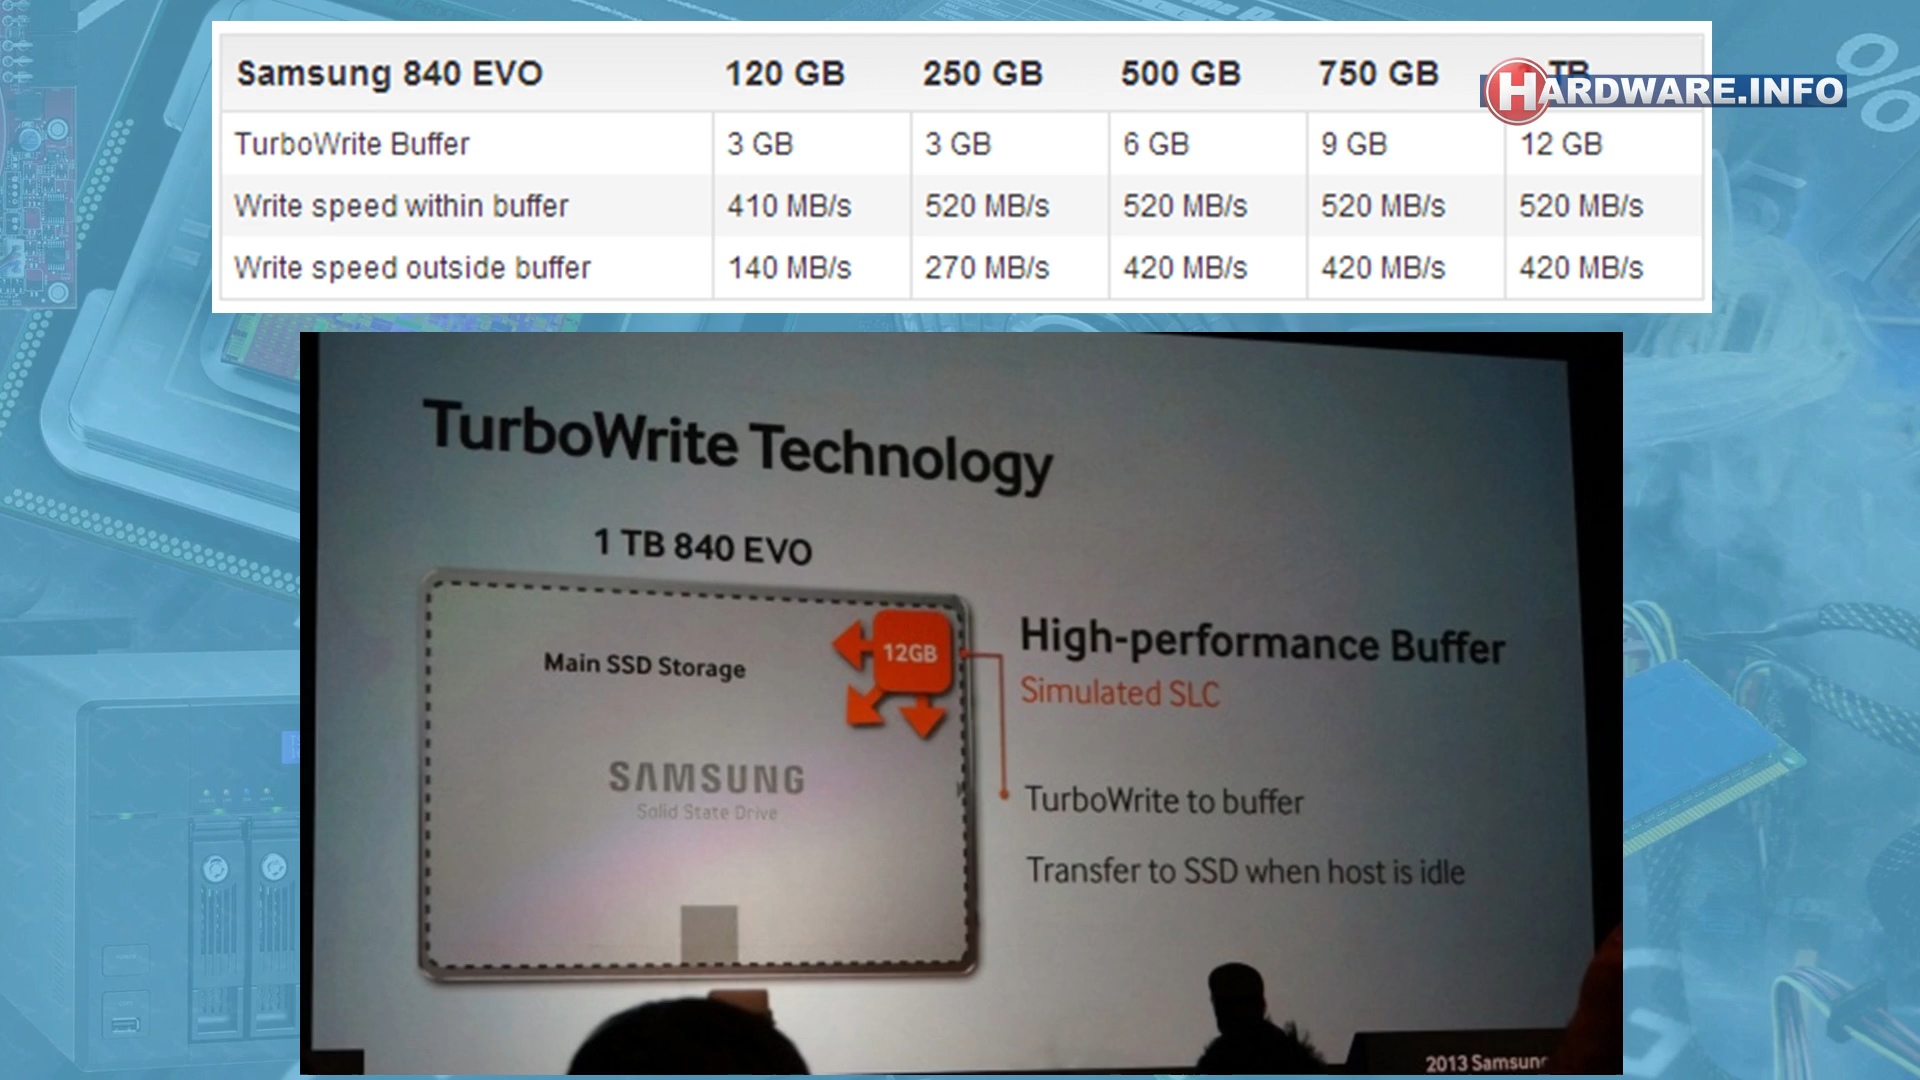 Samsung 840 EVO 120 GB 250 GB 500 GB 750 GB TB
HARDWARE.INFO
TurboWrite Buffer 3 GB 3 GB 6 GB 9 GB 12 GB
Write speed within buffer 410 MB/s 520 MB/s 520 MB/s 520 MB/s 520 MB/s
Write speed outside buffer 140 MB/s 270 MB/s 420 MB/s 420 MB/s 420 MB/s
TurboWrite Technology
1 TB 840 EVO
Main SSD Storage
12GB
SAMSUNG
Solid State Drive
High-performance Buffer
Simulated SLC
TurboWrite to buffer
Transfer to SSD when host is idle
2013 Samsung